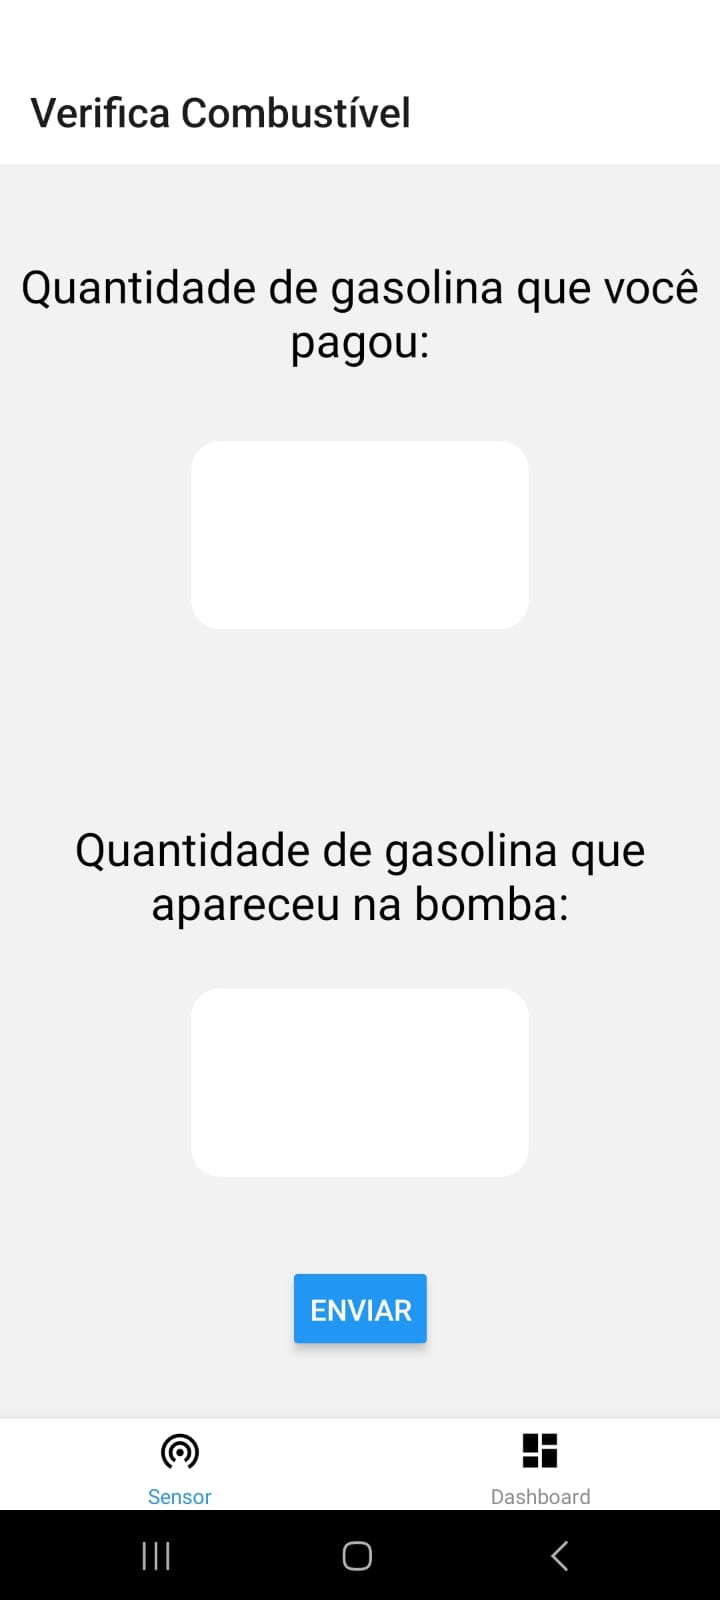 Verifica Combustível
Quantidade de gasolina que você
pagou:
Quantidade de gasolina que
apareceu na bomba:
ENVIAR
Sensor
Dashboard